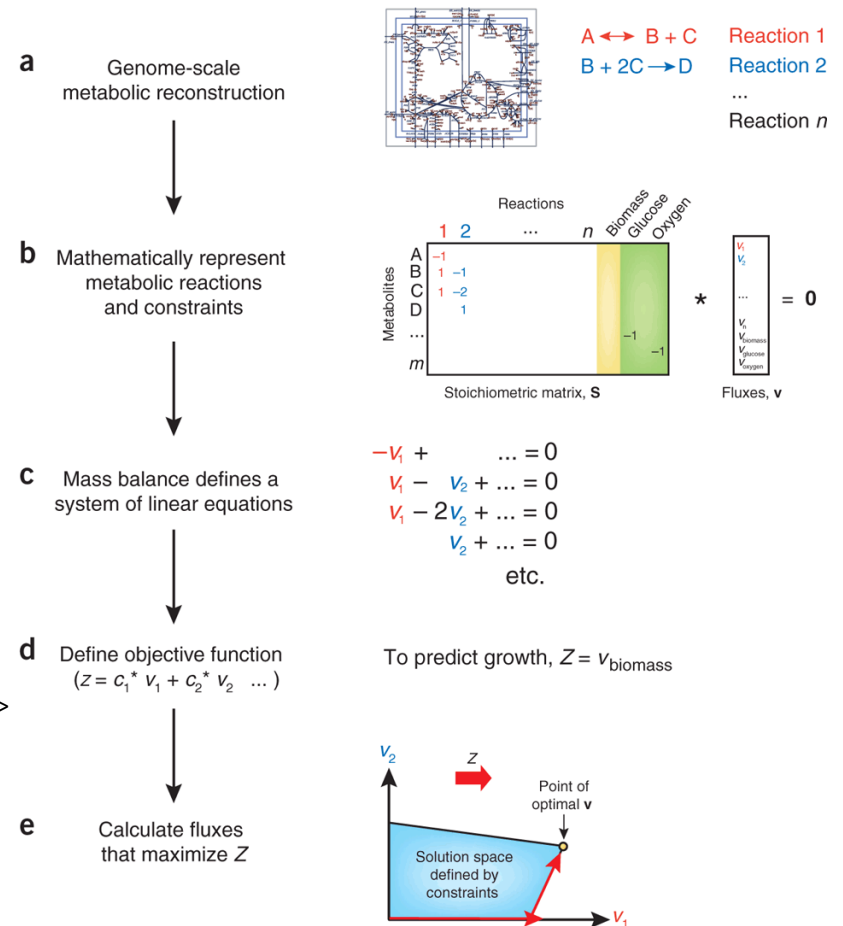 a
Genome-scale
metabolic reconstruction
A ↔ B + C Reaction 1
B + 2C → D Reaction 2
...
Reaction n
b
Mathematically represent
metabolic reactions
and constraints
Reactions
1 2 ... n Biomass Glucose Oxygen
Metabolites
A −1
B 1 −1
C 1 −2
D 1
... −1
m −1
Stoichiometric matrix, S
*
v₁
v₂
...
vₙ
v_biomass
v_glucose
v_oxygen
= 0
Fluxes, v
c
Mass balance defines a
system of linear equations
−v₁ + ... = 0
v₁ − v₂ + ... = 0
v₁ − 2v₂ + ... = 0
v₂ + ... = 0
etc.
d
Define objective function
(z = c₁* v₁ + c₂* v₂ ... )
To predict growth, Z = v_biomass
>
e
Calculate fluxes
that maximize Z
v₂
Z
Point of
optimal v
Solution space
defined by
constraints
v₁